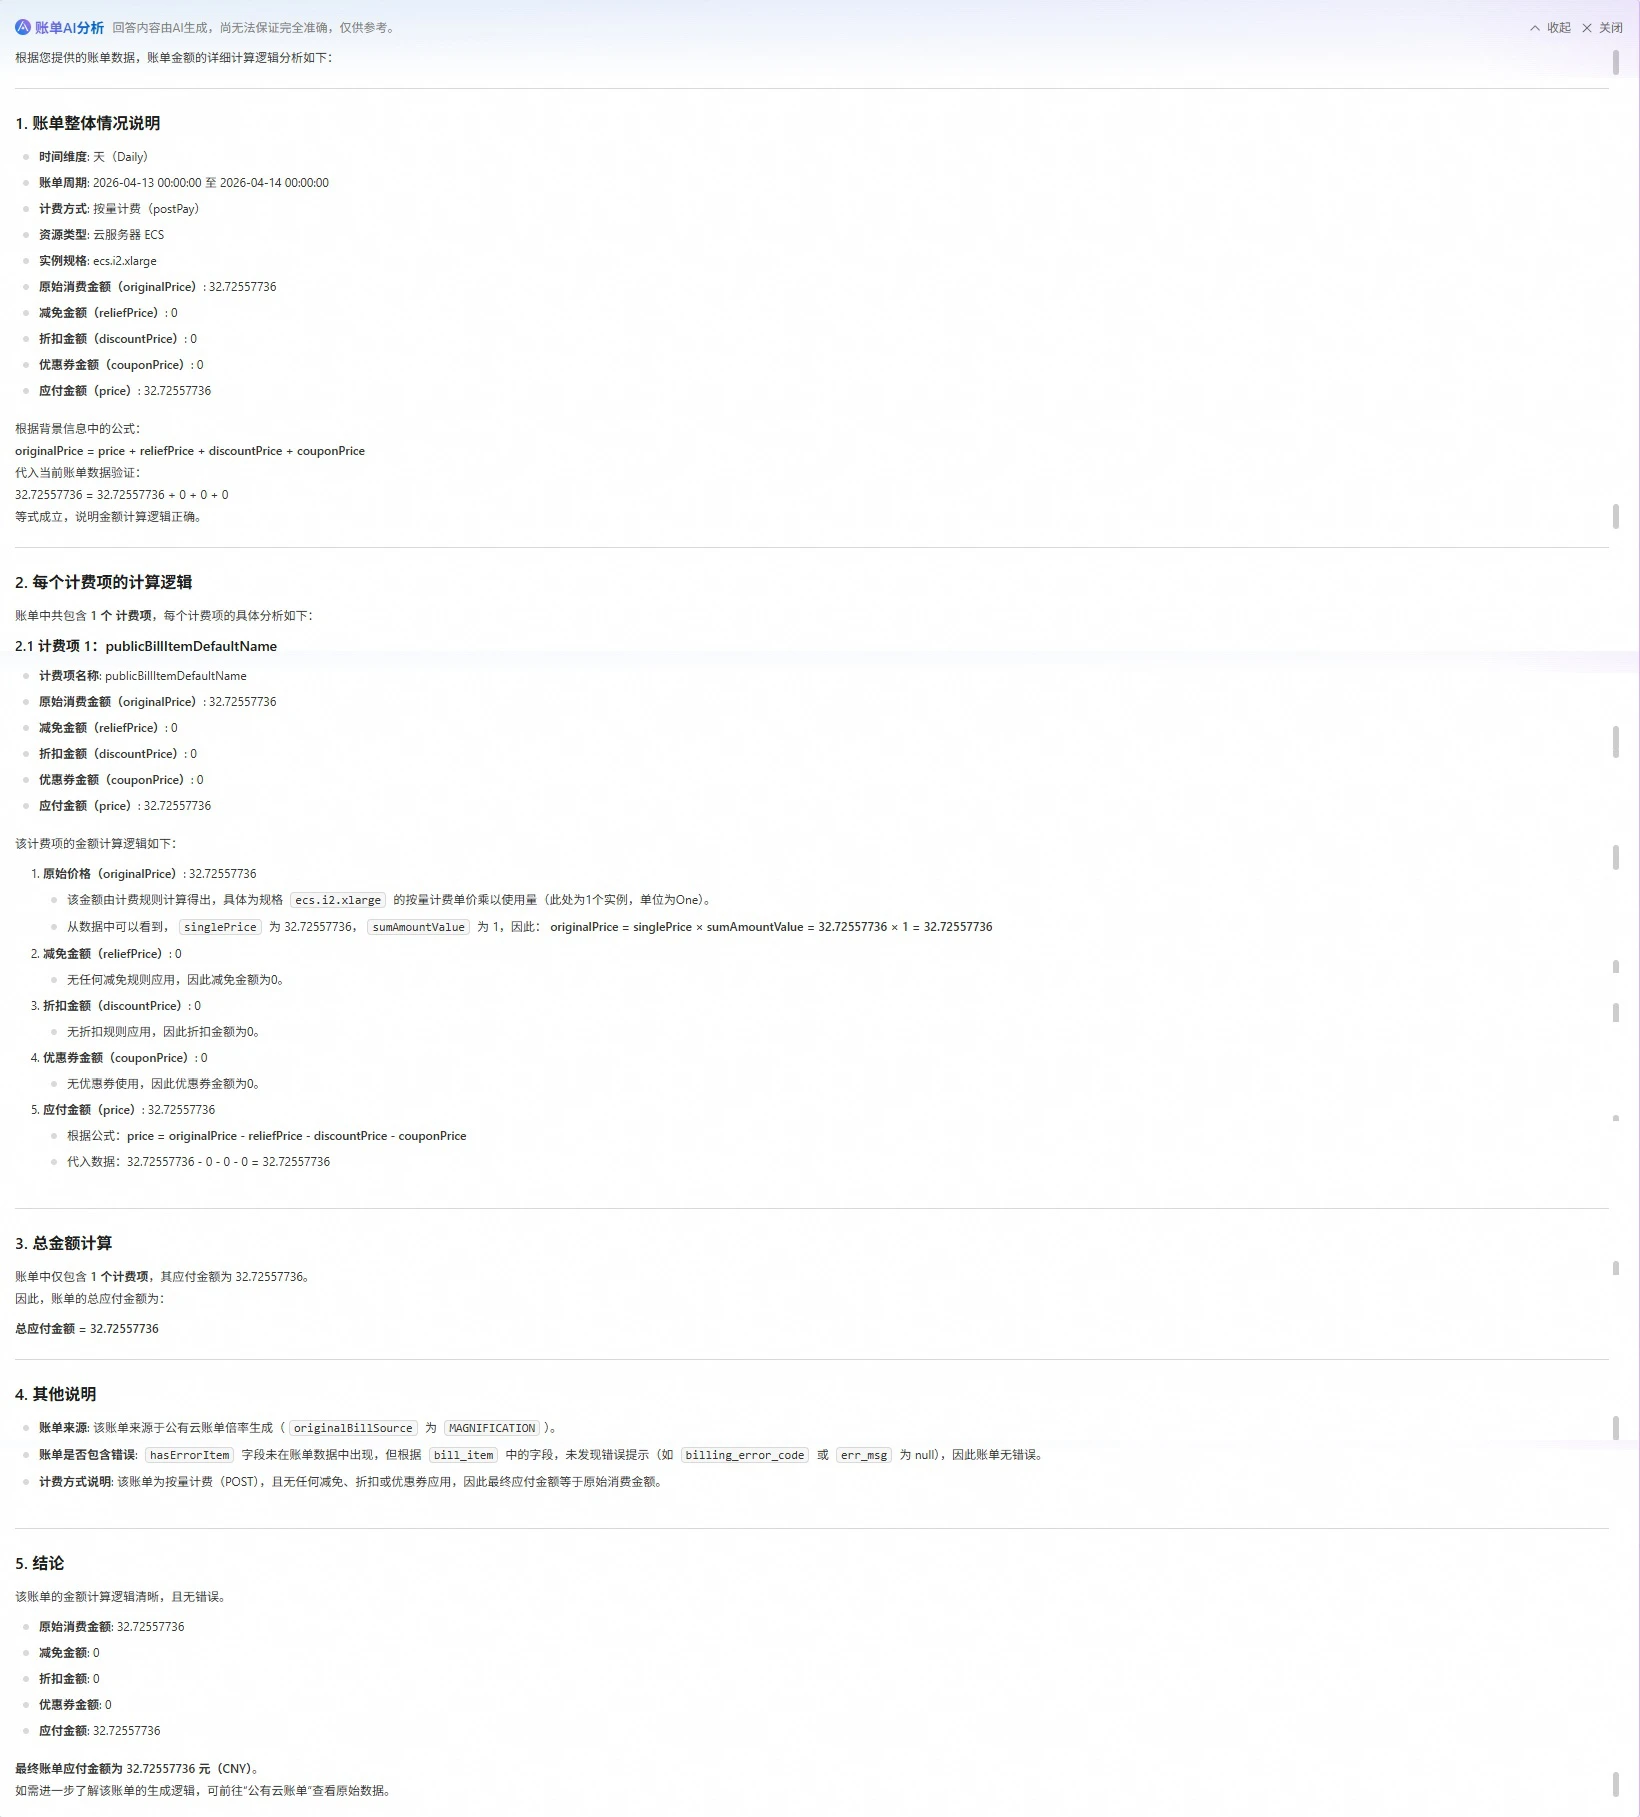 账单AI分析 回答内容由AI生成，尚无法保证完全准确，仅供参考。 收起 关闭
根据您提供的账单数据，账单金额的详细计算逻辑分析如下：
1. 账单整体情况说明
时间维度: 天（Daily）
账单周期: 2026-04-13 00:00:00 至 2026-04-14 00:00:00
计费方式: 按量计费（postPay）
资源类型: 云服务器 ECS
实例规格: ecs.i2.xlarge
原始消费金额（originalPrice）: 32.72557736
减免金额（reliefPrice）: 0
折扣金额（discountPrice）: 0
优惠券金额（couponPrice）: 0
应付金额（price）: 32.72557736
根据背景信息中的公式：
originalPrice = price + reliefPrice + discountPrice + couponPrice
代入当前账单数据验证：
32.72557736 = 32.72557736 + 0 + 0 + 0
等式成立，说明金额计算逻辑正确。
2. 每个计费项的计算逻辑
账单中共包含 1 个 计费项，每个计费项的具体分析如下：
2.1 计费项 1：publicBillItemDefaultName
计费项名称: publicBillItemDefaultName
原始消费金额（originalPrice）: 32.72557736
减免金额（reliefPrice）: 0
折扣金额（discountPrice）: 0
优惠券金额（couponPrice）: 0
应付金额（price）: 32.72557736
该计费项的金额计算逻辑如下：
1. 原始价格（originalPrice）: 32.72557736
该金额由计费规则计算得出，具体为规格 ecs.i2.xlarge 的按量计费单价乘以使用量（此处为1个实例，单位为One）。
从数据中可以看到， singlePrice 为 32.72557736， sumAmountValue 为 1，因此： originalPrice = singlePrice × sumAmountValue = 32.72557736 × 1 = 32.72557736
2. 减免金额（reliefPrice）: 0
无任何减免规则应用，因此减免金额为0。
3. 折扣金额（discountPrice）: 0
无折扣规则应用，因此折扣金额为0。
4. 优惠券金额（couponPrice）: 0
无优惠券使用，因此优惠券金额为0。
5. 应付金额（price）: 32.72557736
根据公式：price = originalPrice - reliefPrice - discountPrice - couponPrice
代入数据：32.72557736 - 0 - 0 - 0 = 32.72557736
3. 总金额计算
账单中仅包含 1 个计费项，其应付金额为 32.72557736。
因此，账单的总应付金额为：
总应付金额 = 32.72557736
4. 其他说明
账单来源: 该账单来源于公有云账单倍率生成（ originalBillSource 为 MAGNIFICATION ）。
账单是否包含错误: hasErrorItem 字段未在账单数据中出现，但根据 bill_item 中的字段，未发现错误提示（如 billing_error_code 或 err_msg 为 null），因此账单无错误。
计费方式说明: 该账单为按量计费（POST），且无任何减免、折扣或优惠券应用，因此最终应付金额等于原始消费金额。
5. 结论
该账单的金额计算逻辑清晰，且无错误。
原始消费金额: 32.72557736
减免金额: 0
折扣金额: 0
优惠券金额: 0
应付金额: 32.72557736
最终账单应付金额为 32.72557736 元（CNY）。
如需进一步了解该账单的生成逻辑，可前往“公有云账单”查看原始数据。